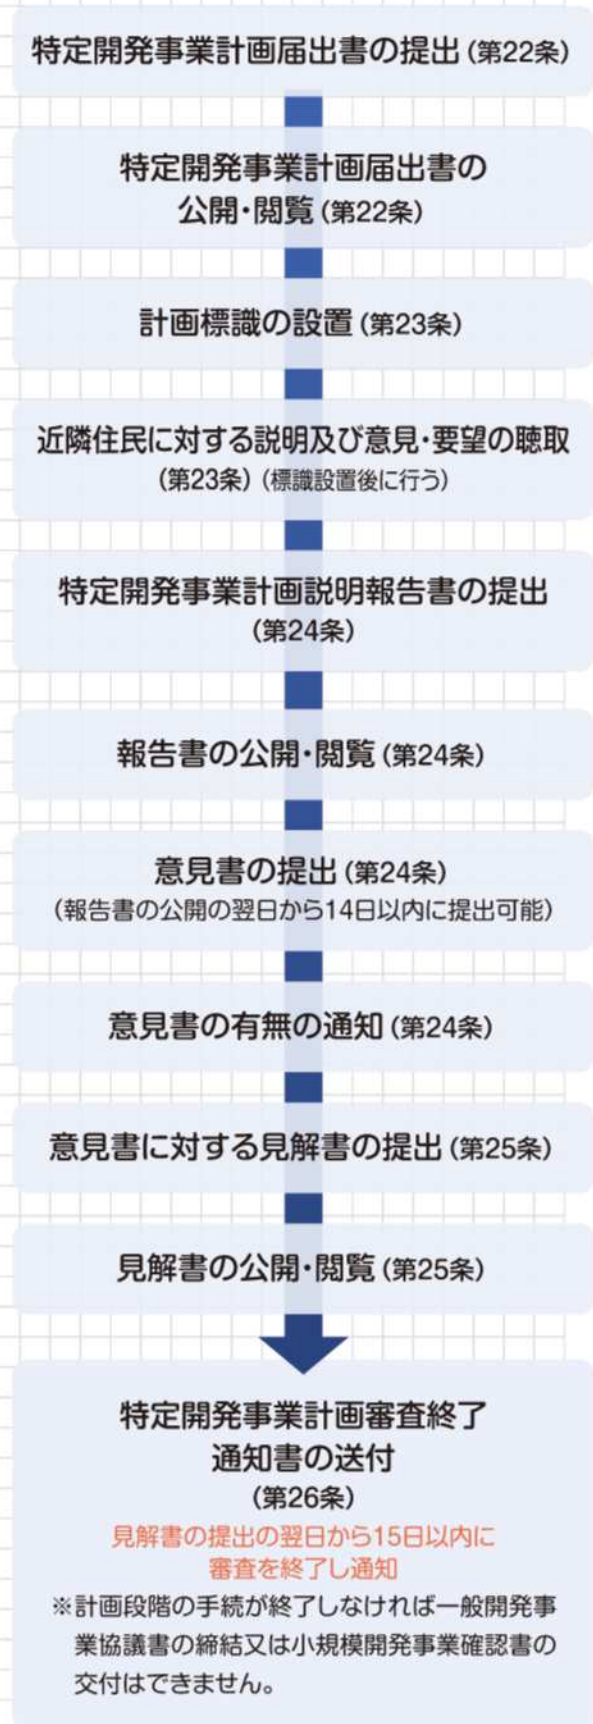 特定開発事業計画届出書の提出(第22条)
特定開発事業計画届出書の
公開・閲覧(第22条)
計画標識の設置(第23条)
近隣住民に対する説明及び意見・要望の聴取
(第23条)(標識設置後に行う)
特定開発事業計画説明報告書の提出
(第24条)
報告書の公開・閲覧(第24条)
意見書の提出(第24条)
(報告書の公開の翌日から14日以内に提出可能)
意見書の有無の通知(第24条)
意見書に対する見解書の提出(第25条)
見解書の公開・閲覧(第25条)
特定開発事業計画審査終了
通知書の送付
(第26条)
見解書の提出の翌日から15日以内に
審査を終了し通知
※計画段階の手続が終了しなければ一般開発事
業協議書の締結又は小規模開発事業確認書の
交付はできません。